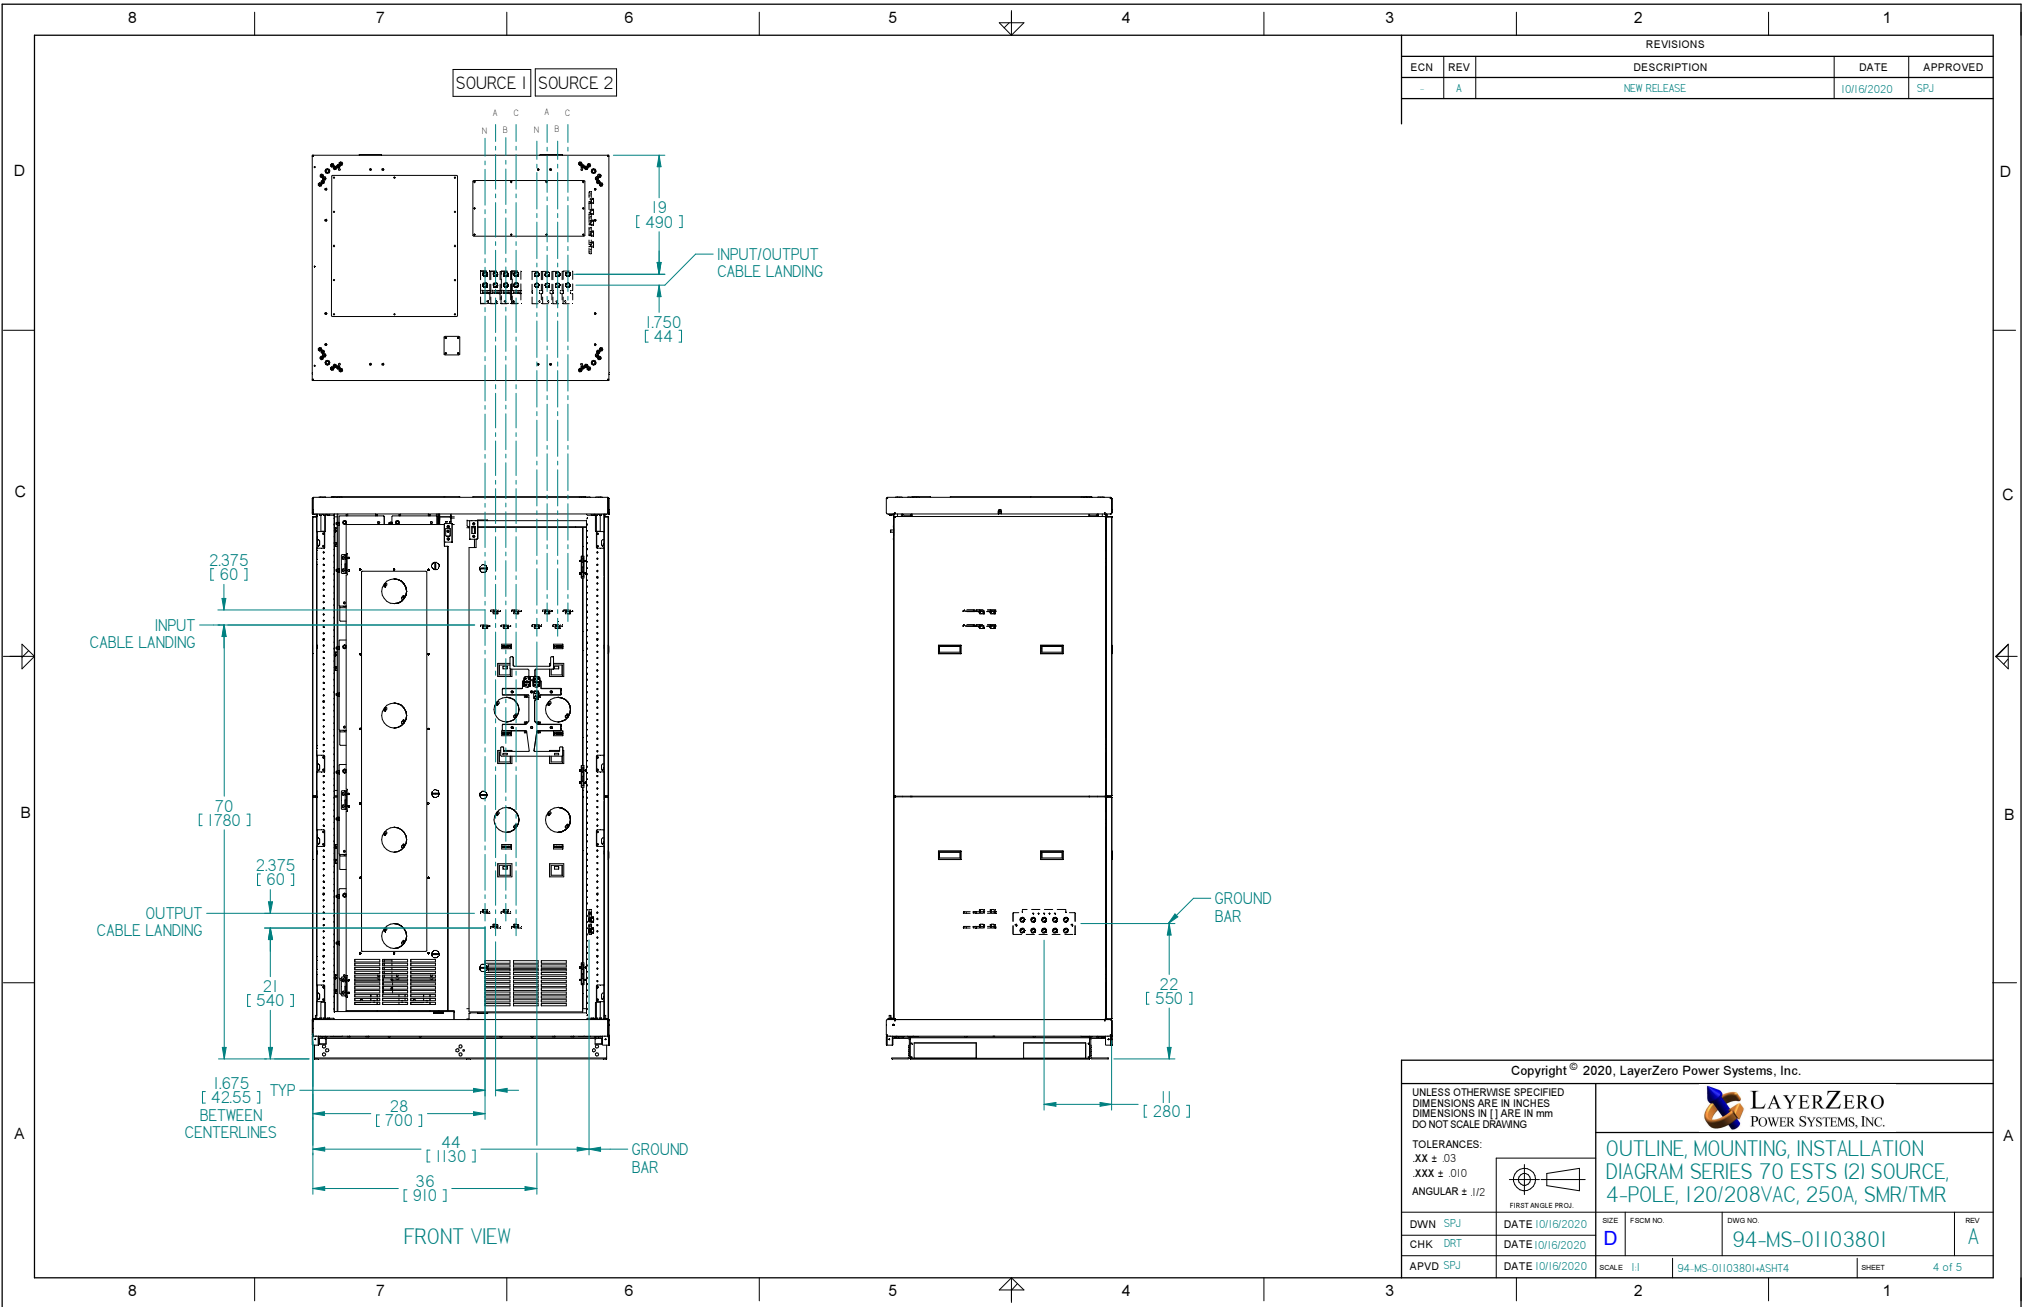 8 7 6 5 4 3 2 1
REVISIONS
ECN REV DESCRIPTION DATE APPROVED
- A NEW RELEASE 10/16/2020 SPJ
SOURCE 1 SOURCE 2
A C A C
N B N B
D D
19
[ 490 ]
INPUT/OUTPUT
CABLE LANDING
1.750
[ 44 ]
C C
2.375
[ 60 ]
INPUT
CABLE LANDING
70
[ 1780 ]
B B
2.375
[ 60 ]
OUTPUT
CABLE LANDING
21
[ 540 ]
GROUND
BAR
22
[ 550 ]
11
[ 280 ]
1.675
[ 42.55 ] TYP
BETWEEN
CENTERLINES
28
[ 700 ]
44
[ 1130 ]
GROUND
BAR
36
[ 910 ]
FRONT VIEW
A A
Copyright © 2020, LayerZero Power Systems, Inc.
UNLESS OTHERWISE SPECIFIED
DIMENSIONS ARE IN INCHES
DIMENSIONS IN [ ] ARE IN mm
DO NOT SCALE DRAWING
TOLERANCES:
.XX ± .03
.XXX ± .010
ANGULAR ± .1/2
FIRST ANGLE PROJ.
LAYERZERO
POWER SYSTEMS, INC.
OUTLINE, MOUNTING, INSTALLATION
DIAGRAM SERIES 70 ESTS (2) SOURCE,
4-POLE, 120/208VAC, 250A, SMR/TMR
DWN SPJ DATE 10/16/2020
CHK DRT DATE 10/16/2020
APVD SPJ DATE 10/16/2020
SIZE FSCM NO. DWG NO. REV
D 94-MS-01103801 A
SCALE 1:1 94-MS-01103801-ASHT4 SHEET 4 of 5
8 7 6 5 4 3 2 1